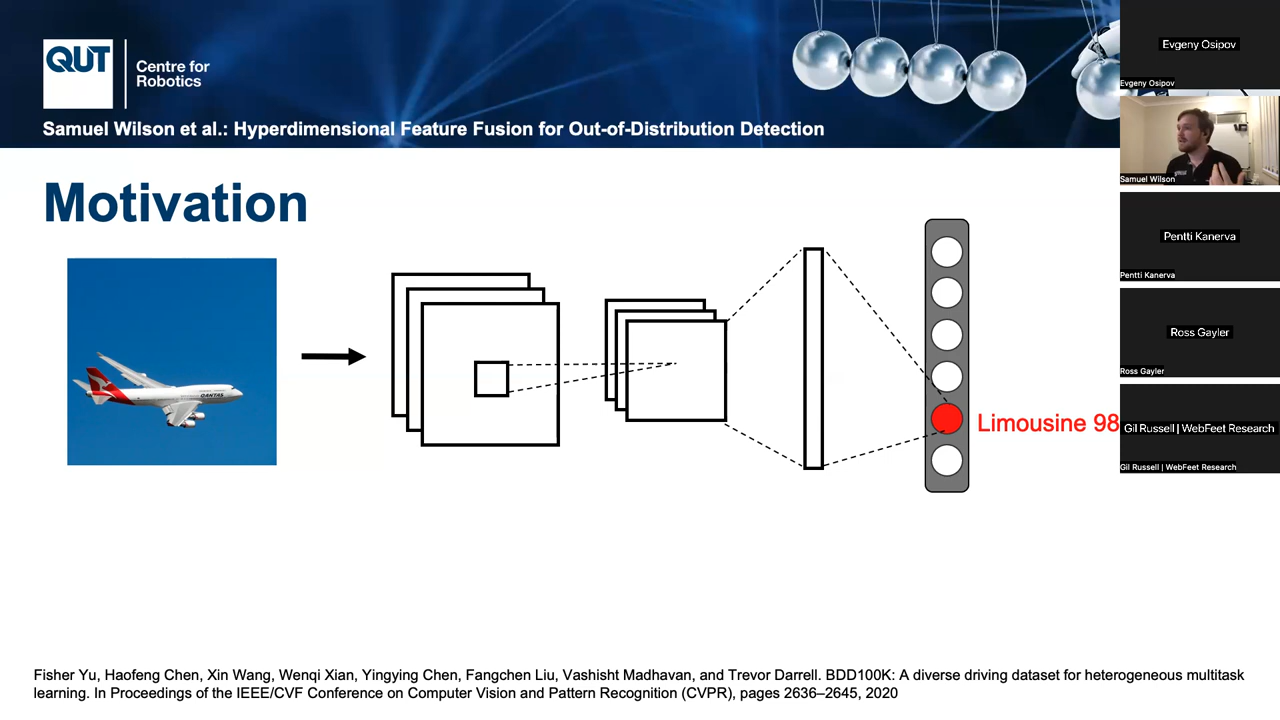 QUT
Centre for
Robotics
Samuel Wilson et al.: Hyperdimensional Feature Fusion for Out-of-Distribution Detection
Motivation
QANTAS
Limousine 98
Fisher Yu, Haofeng Chen, Xin Wang, Wenqi Xian, Yingying Chen, Fangchen Liu, Vashisht Madhavan, and Trevor Darrell. BDD100K: A diverse driving dataset for heterogeneous multitask
learning. In Proceedings of the IEEE/CVF Conference on Computer Vision and Pattern Recognition (CVPR), pages 2636–2645, 2020
Evgeny Osipov
Evgeny Osipov
Samuel Wilson
Pentti Kanerva
Pentti Kanerva
Ross Gayler
Ross Gayler
Gil Russell | WebFeet Research
Gil Russell | WebFeet Research